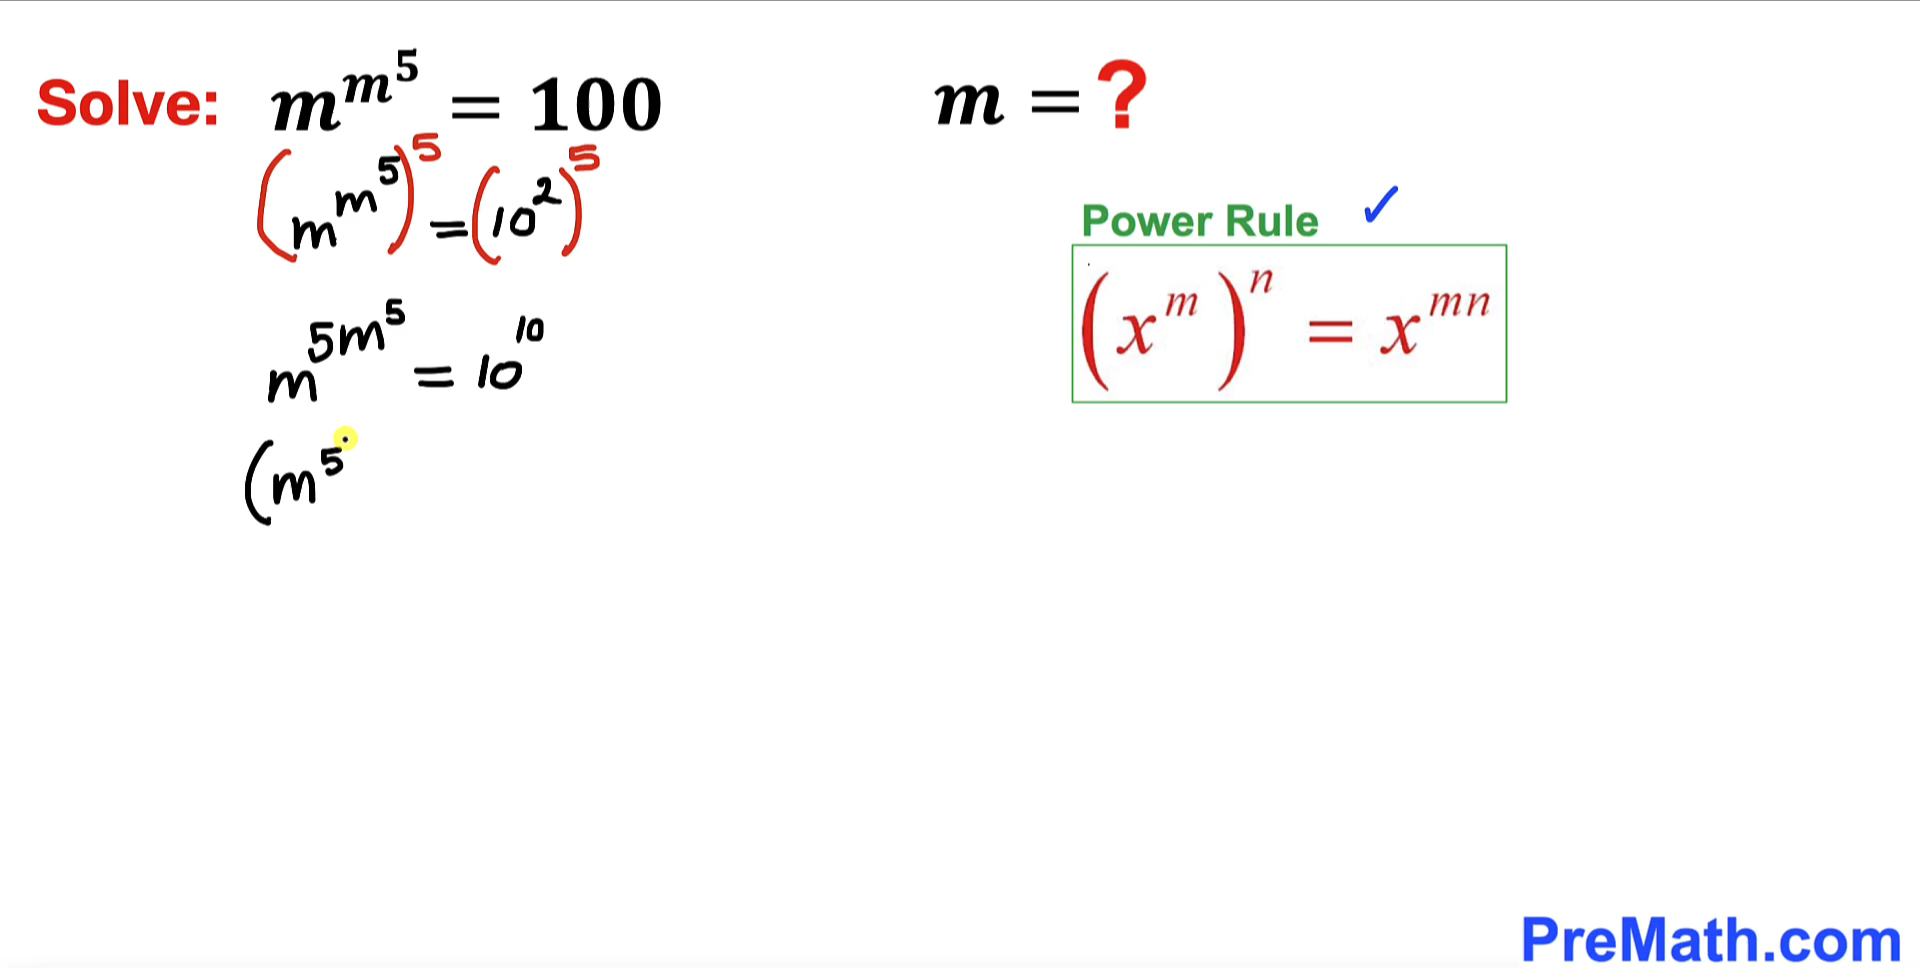 Solve: m^m^5 = 100
m = ?
(m^m^5)^5 = (10^2)^5
Power Rule ✓
(x^m)^n = x^mn
m^5m^5 = 10^10
(m^5
PreMath.com